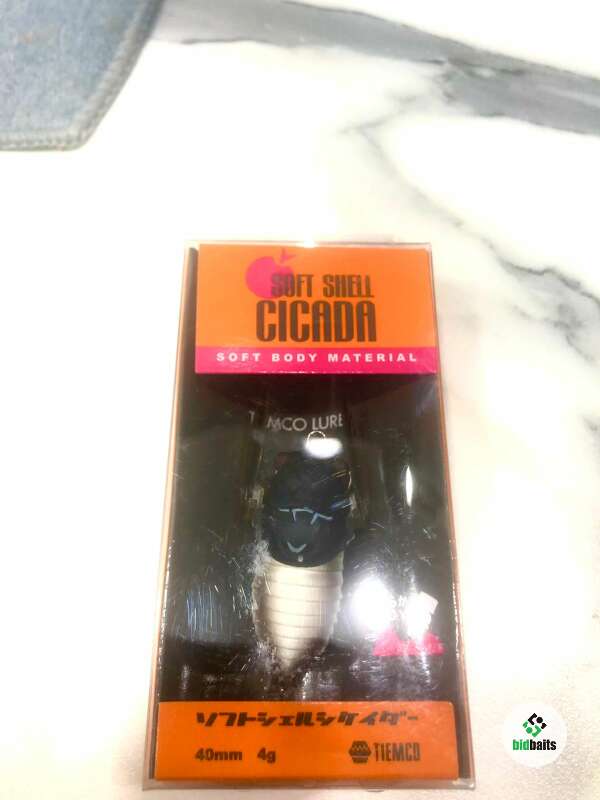 SOFT SHELL
CICADA
SOFT BODY MATERIAL
MCO LURE
ソフトシェルシケイダー
40mm 4g
TIEMCO
bidbaits